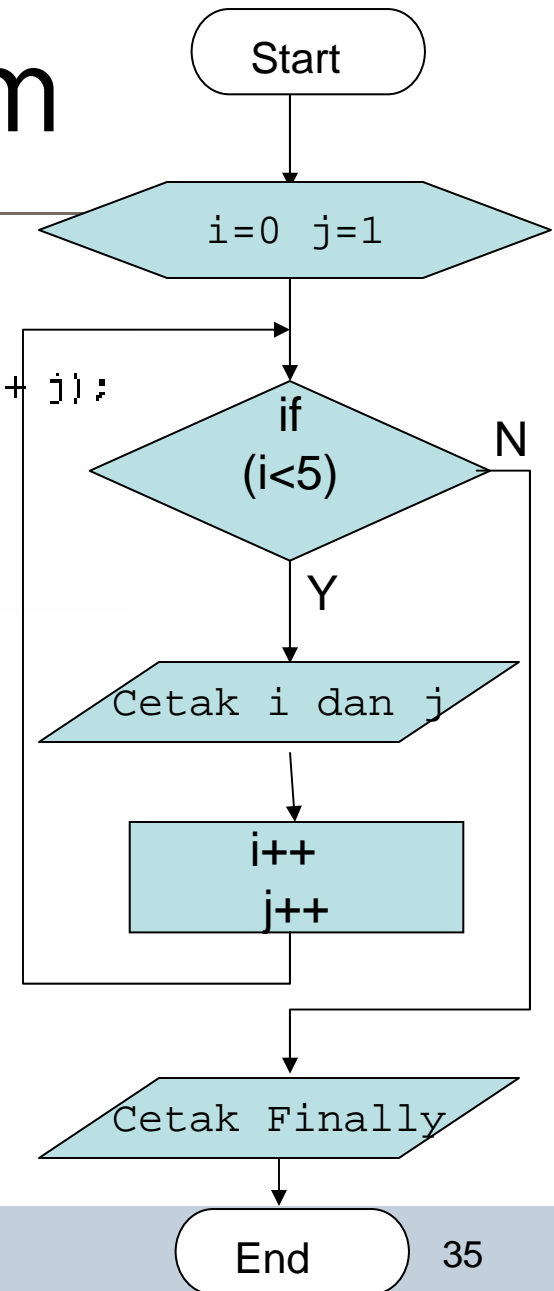 m
Start
i=0 j=1
+ j);
if
(i<5)
N
Y
Cetak i dan j
i++
j++
Cetak Finally
End
35